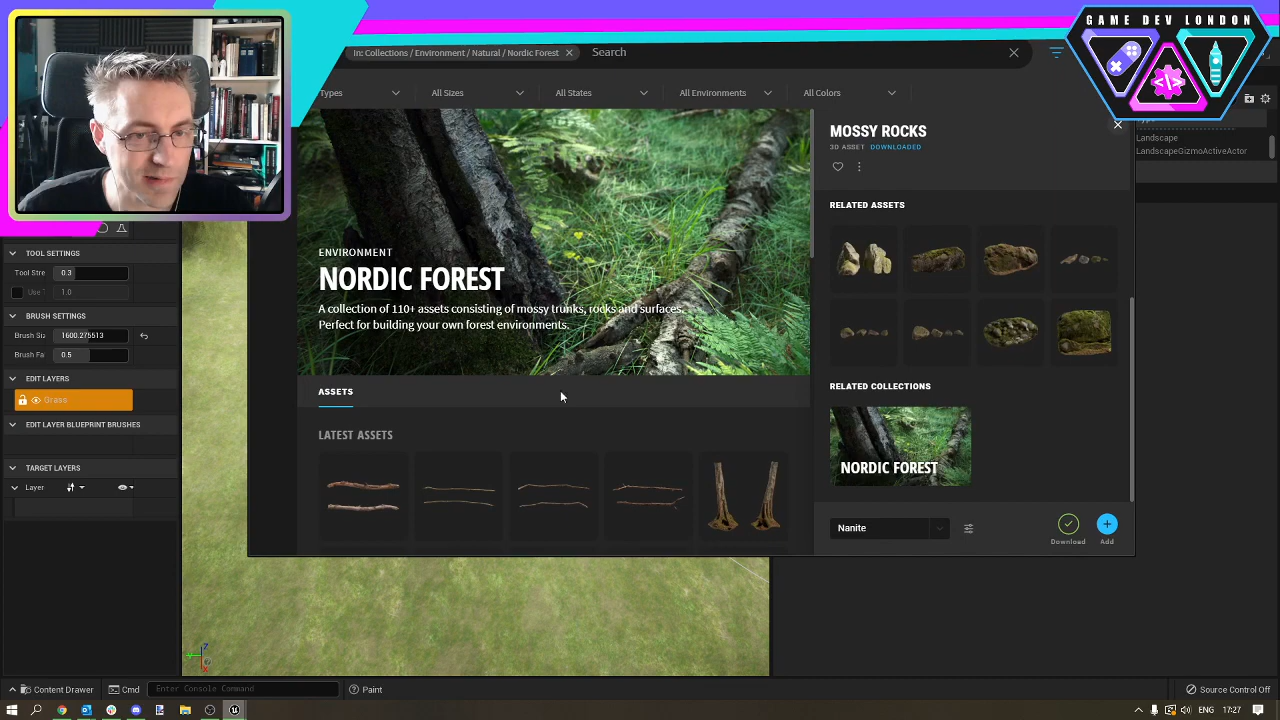 GAME DEV LONDON
</>
In: Collections / Environment / Natural / Nordic Forest
Search
Types
All Sizes
All States
All Environments
All Colors
MOSSY ROCKS
3D ASSET DOWNLOADED
Landscape
LandscapeGizmoActiveActor
RELATED ASSETS
ENVIRONMENT
NORDIC FOREST
A collection of 110+ assets consisting of mossy trunks, rocks and surfaces.
Perfect for building your own forest environments.
TOOL SETTINGS
Tool Stre 0.3
1.0
BRUSH SETTINGS
Brush Siz 1600.275513
Brush Fa 0.5
EDIT LAYERS
Grass
EDIT LAYER BLUEPRINT BRUSHES
TARGET LAYERS
Layer
ASSETS
LATEST ASSETS
RELATED COLLECTIONS
NORDIC FOREST
Nanite
Download
Add
Z
X
Content Drawer
Cmd
Enter Console Command
Paint
Source Control Off
ENG
17:27